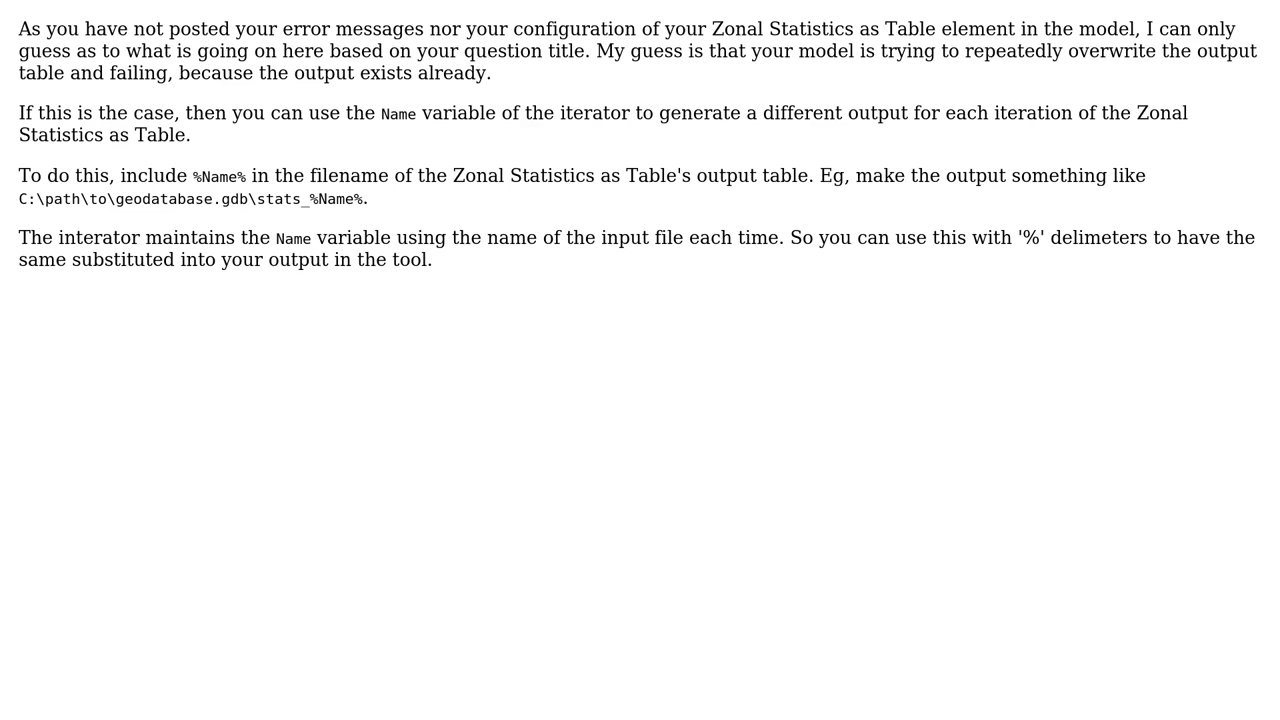 As you have not posted your error messages nor your configuration of your Zonal Statistics as Table element in the model, I can only
guess as to what is going on here based on your question title. My guess is that your model is trying to repeatedly overwrite the output
table and failing, because the output exists already.
If this is the case, then you can use the Name variable of the iterator to generate a different output for each iteration of the Zonal
Statistics as Table.
To do this, include %Name% in the filename of the Zonal Statistics as Table's output table. Eg, make the output something like
C:\path\to\geodatabase.gdb\stats_%Name%.
The interator maintains the Name variable using the name of the input file each time. So you can use this with '%' delimeters to have the
same substituted into your output in the tool.